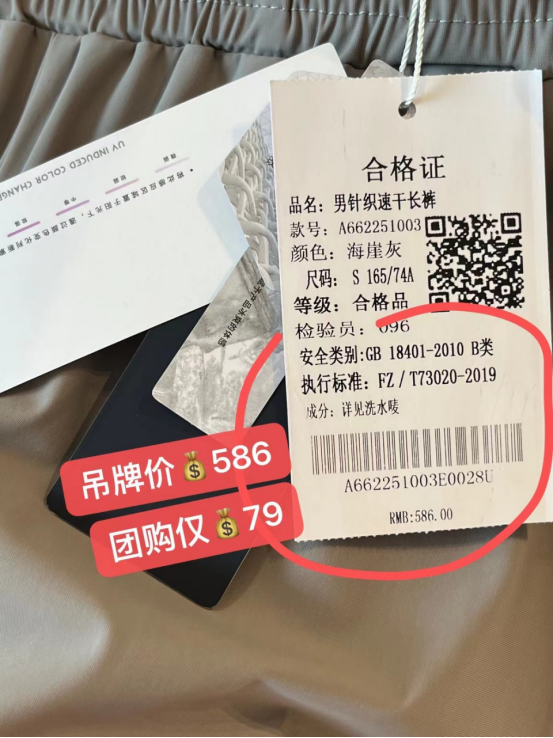 合格证
品名：男针织速干长裤
款号：A662251003
颜色：海崖灰
尺码： S 165/74A
等级：合格品
检验员： 096
安全类别:GB 18401-2010 B类
执行标准：FZ / T73020-2019
成分：详见洗水唛
A662251003E0028U
RMB:586.00
吊牌价💰586
团购仅💰79
UV INDUCED COLOR CHANGE